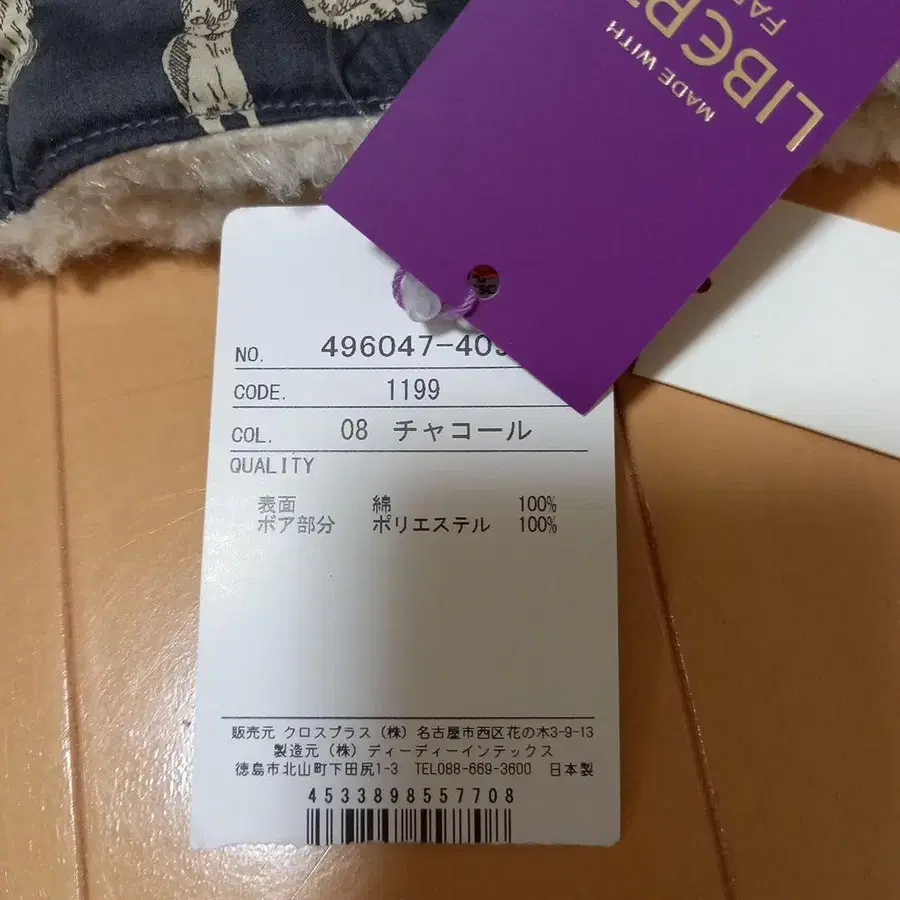 MADE WITH
NO. 496047-40
CODE. 1199
COL. 08 チャコール
QUALITY
表面 綿 100%
ボア部分 ポリエステル 100%
販売元 クロスプラス (株) 名古屋市西区花の木3-9-13
製造元 (株) ディーディーインテックス
徳島市北山町下田尻1-3 TEL088-669-3600 日本製
4533898557708